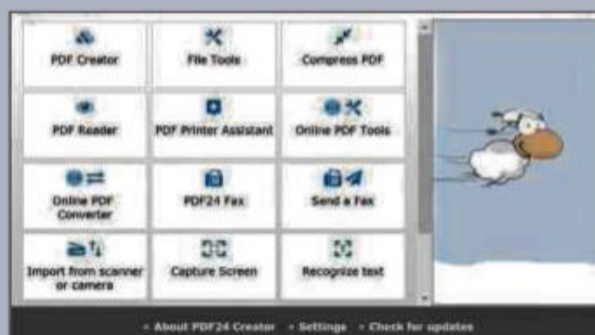 PDF Creator
File Tools
Compress PDF
PDF Reader
PDF Printer Assistant
Online PDF Tools
Online PDF
Converter
PDF24 Fax
Send a Fax
Import from scanner
or camera
Capture Screen
Recognize text
• About PDF24 Creator • Settings • Check for updates